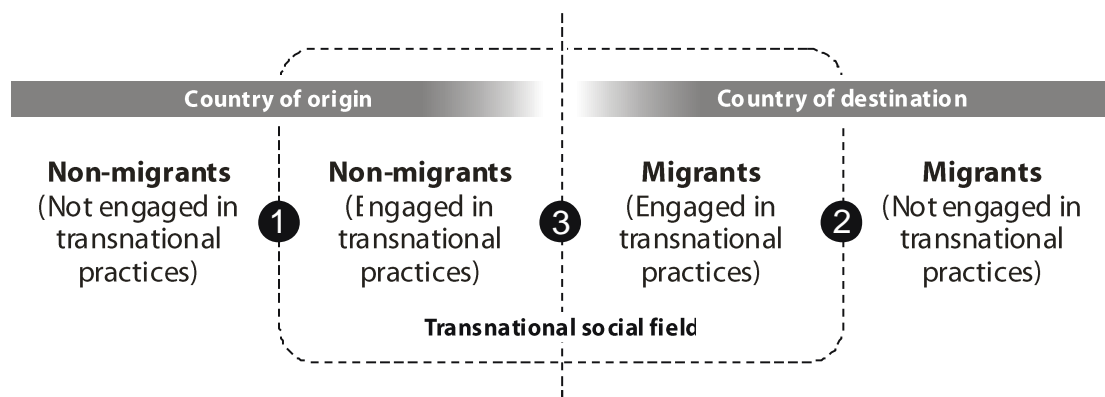 Country of origin
Country of destination
Non-migrants
(Not engaged in
transnational
practices)
1
Non-migrants
(Engaged in
transnational
practices)
3
Migrants
(Engaged in
transnational
practices)
2
Migrants
(Not engaged in
transnational
practices)
Transnational social field